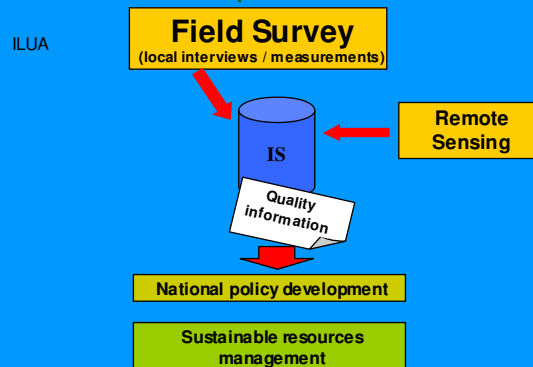 ILUA
Field Survey
(local interviews / measurements)
Remote
Sensing
IS
Quality
information
National policy development
Sustainable resources
management